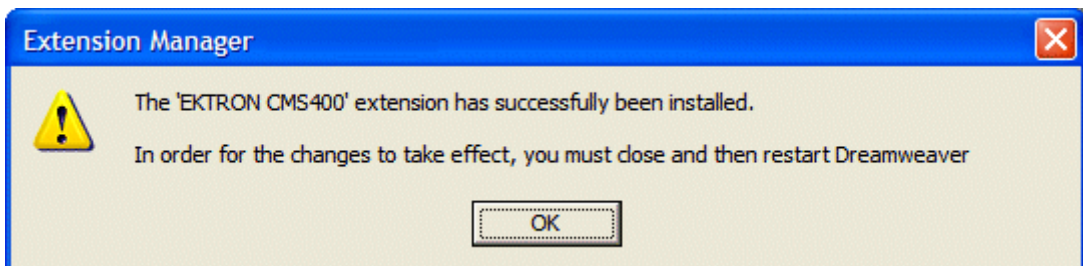 Extension Manager
The 'EKTRON CMS400' extension has successfully been installed.
In order for the changes to take effect, you must close and then restart Dreamweaver
OK